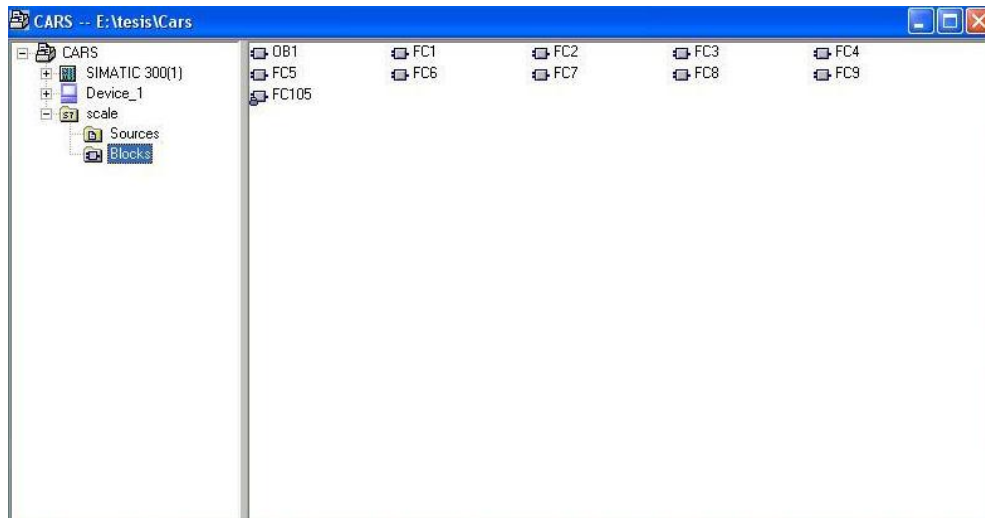 CARS -- E:\tesis\Cars
CARS
SIMATIC 300(1)
Device_1
scale
Sources
Blocks
OB1 FC1 FC2 FC3 FC4
FC5 FC6 FC7 FC8 FC9
FC105